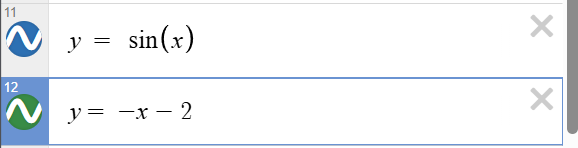 11
y = sin(x)
12
y = −x − 2